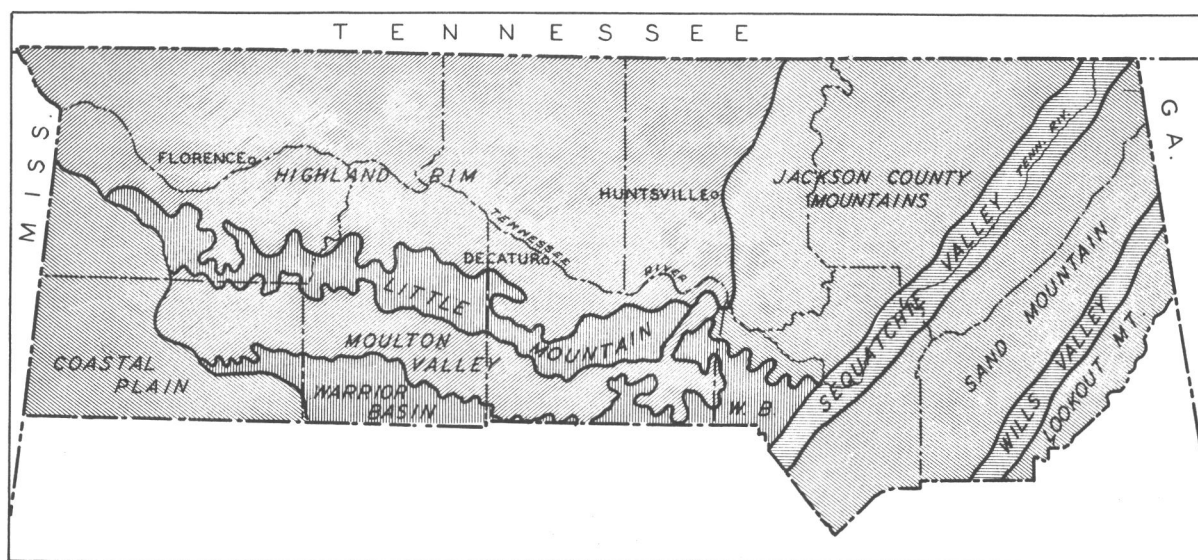 TENNESSEE
MISS.
GA.
FLORENCE
HIGHLAND RIM
HUNTSVILLE
JACKSON COUNTY
MOUNTAINS
TENN. RIV.
TENNESSEE
RIVER
DECATUR
LITTLE
MOUNTAIN
MOULTON
VALLEY
COASTAL
PLAIN
WARRIOR
BASIN
W. B.
SEQUATCHIE VALLEY
SAND MOUNTAIN
WILLS VALLEY
LOOKOUT MT.